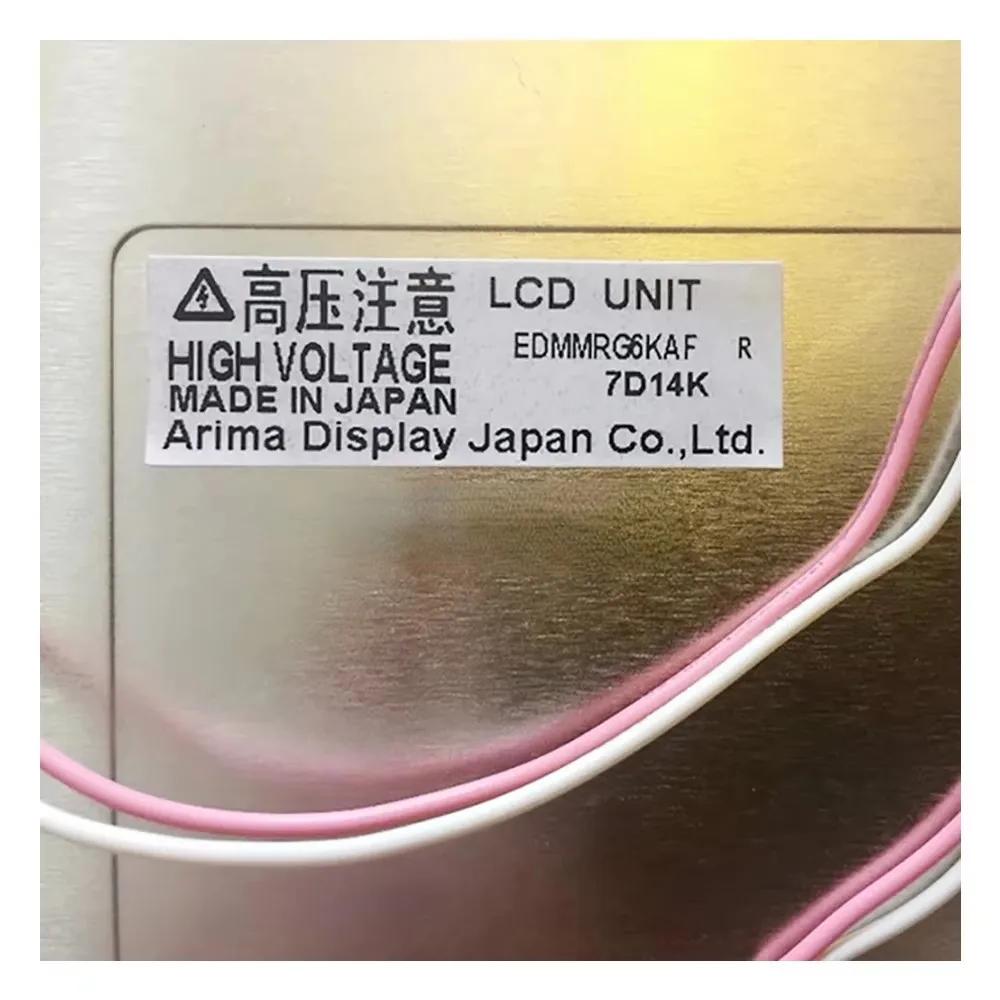 高压注意
HIGH VOLTAGE
MADE IN JAPAN
LCD UNIT
EDMMRG6KAF R
7D14K
Arima Display Japan Co.,Ltd.